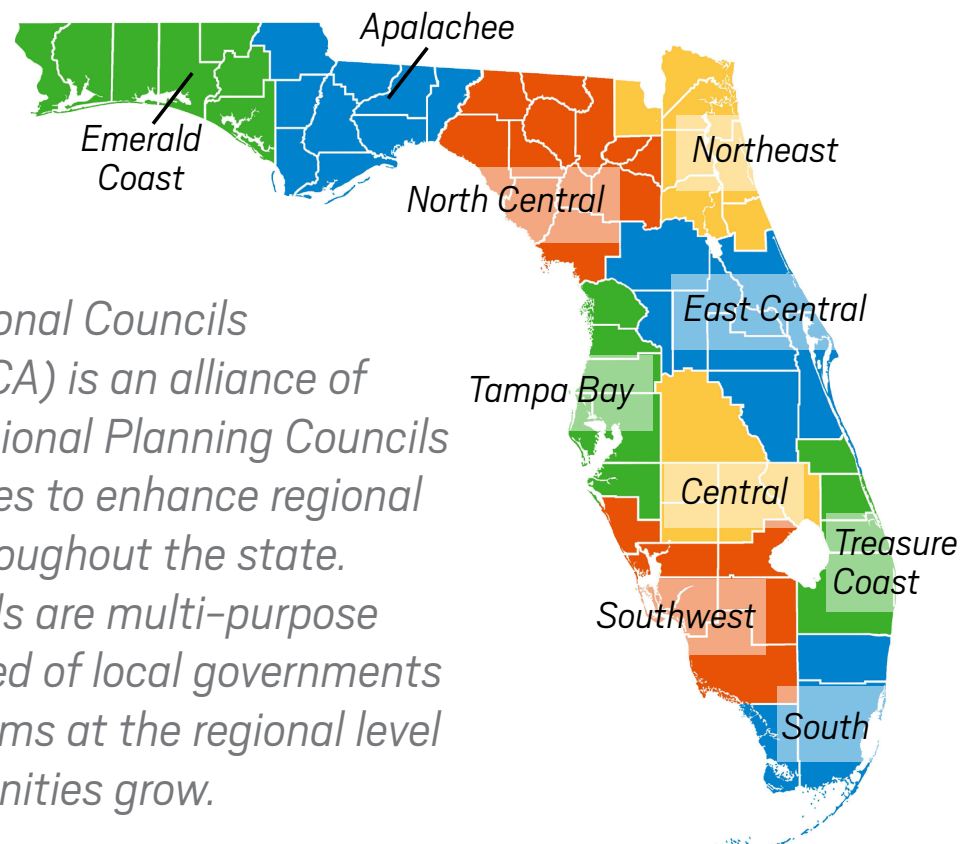 Apalachee
Emerald
Coast
Northeast
North Central
East Central
Tampa Bay
Central
Treasure
Coast
Southwest
South
onal Councils
CA) is an alliance of
ional Planning Councils
es to enhance regional
oughout the state.
ls are multi-purpose
ed of local governments
ms at the regional level
nities grow.